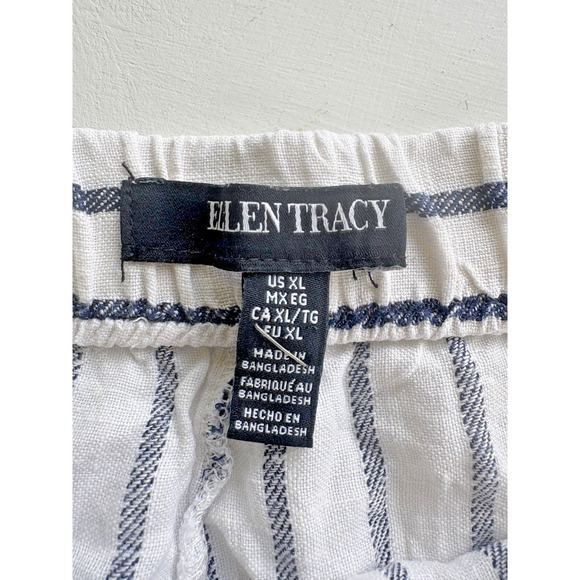 ELLEN TRACY
US XL
MX EG
CA XL/TG
EU XL
MADE IN
BANGLADESH
FABRIQUÉ AU
BANGLADESH
HECHO EN
BANGLADESH